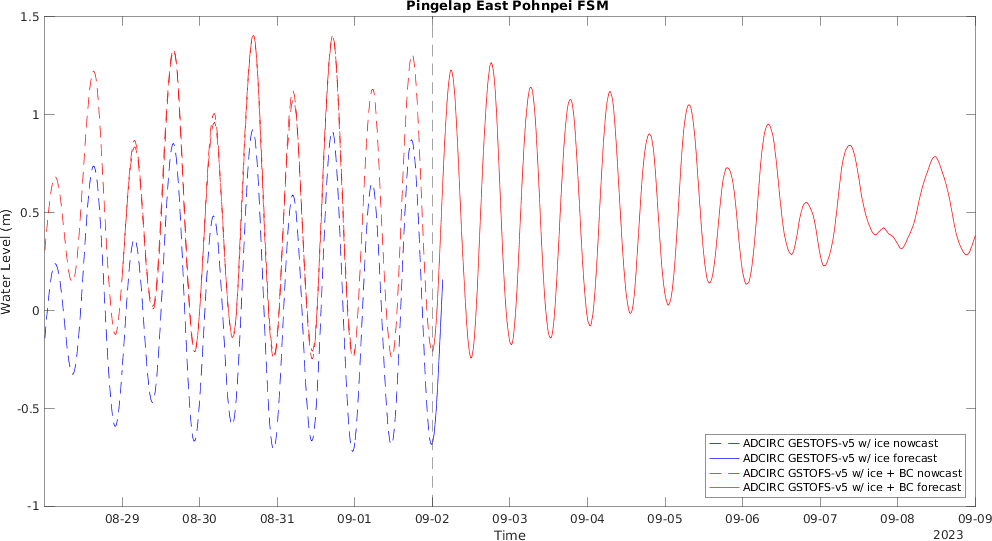 Pingelap East Pohnpei FSM
1.5
1
0.5
0
-0.5
-1
Water Level (m)
ADCIRC GESTOFS-v5 w/ ice nowcast
ADCIRC GESTOFS-v5 w/ ice forecast
ADCIRC GSTOFS-v5 w/ ice + BC nowcast
ADCIRC GSTOFS-v5 w/ ice + BC forecast
08-29 08-30 08-31 09-01 09-02 09-03 09-04 09-05 09-06 09-07 09-08 09-09
Time
2023